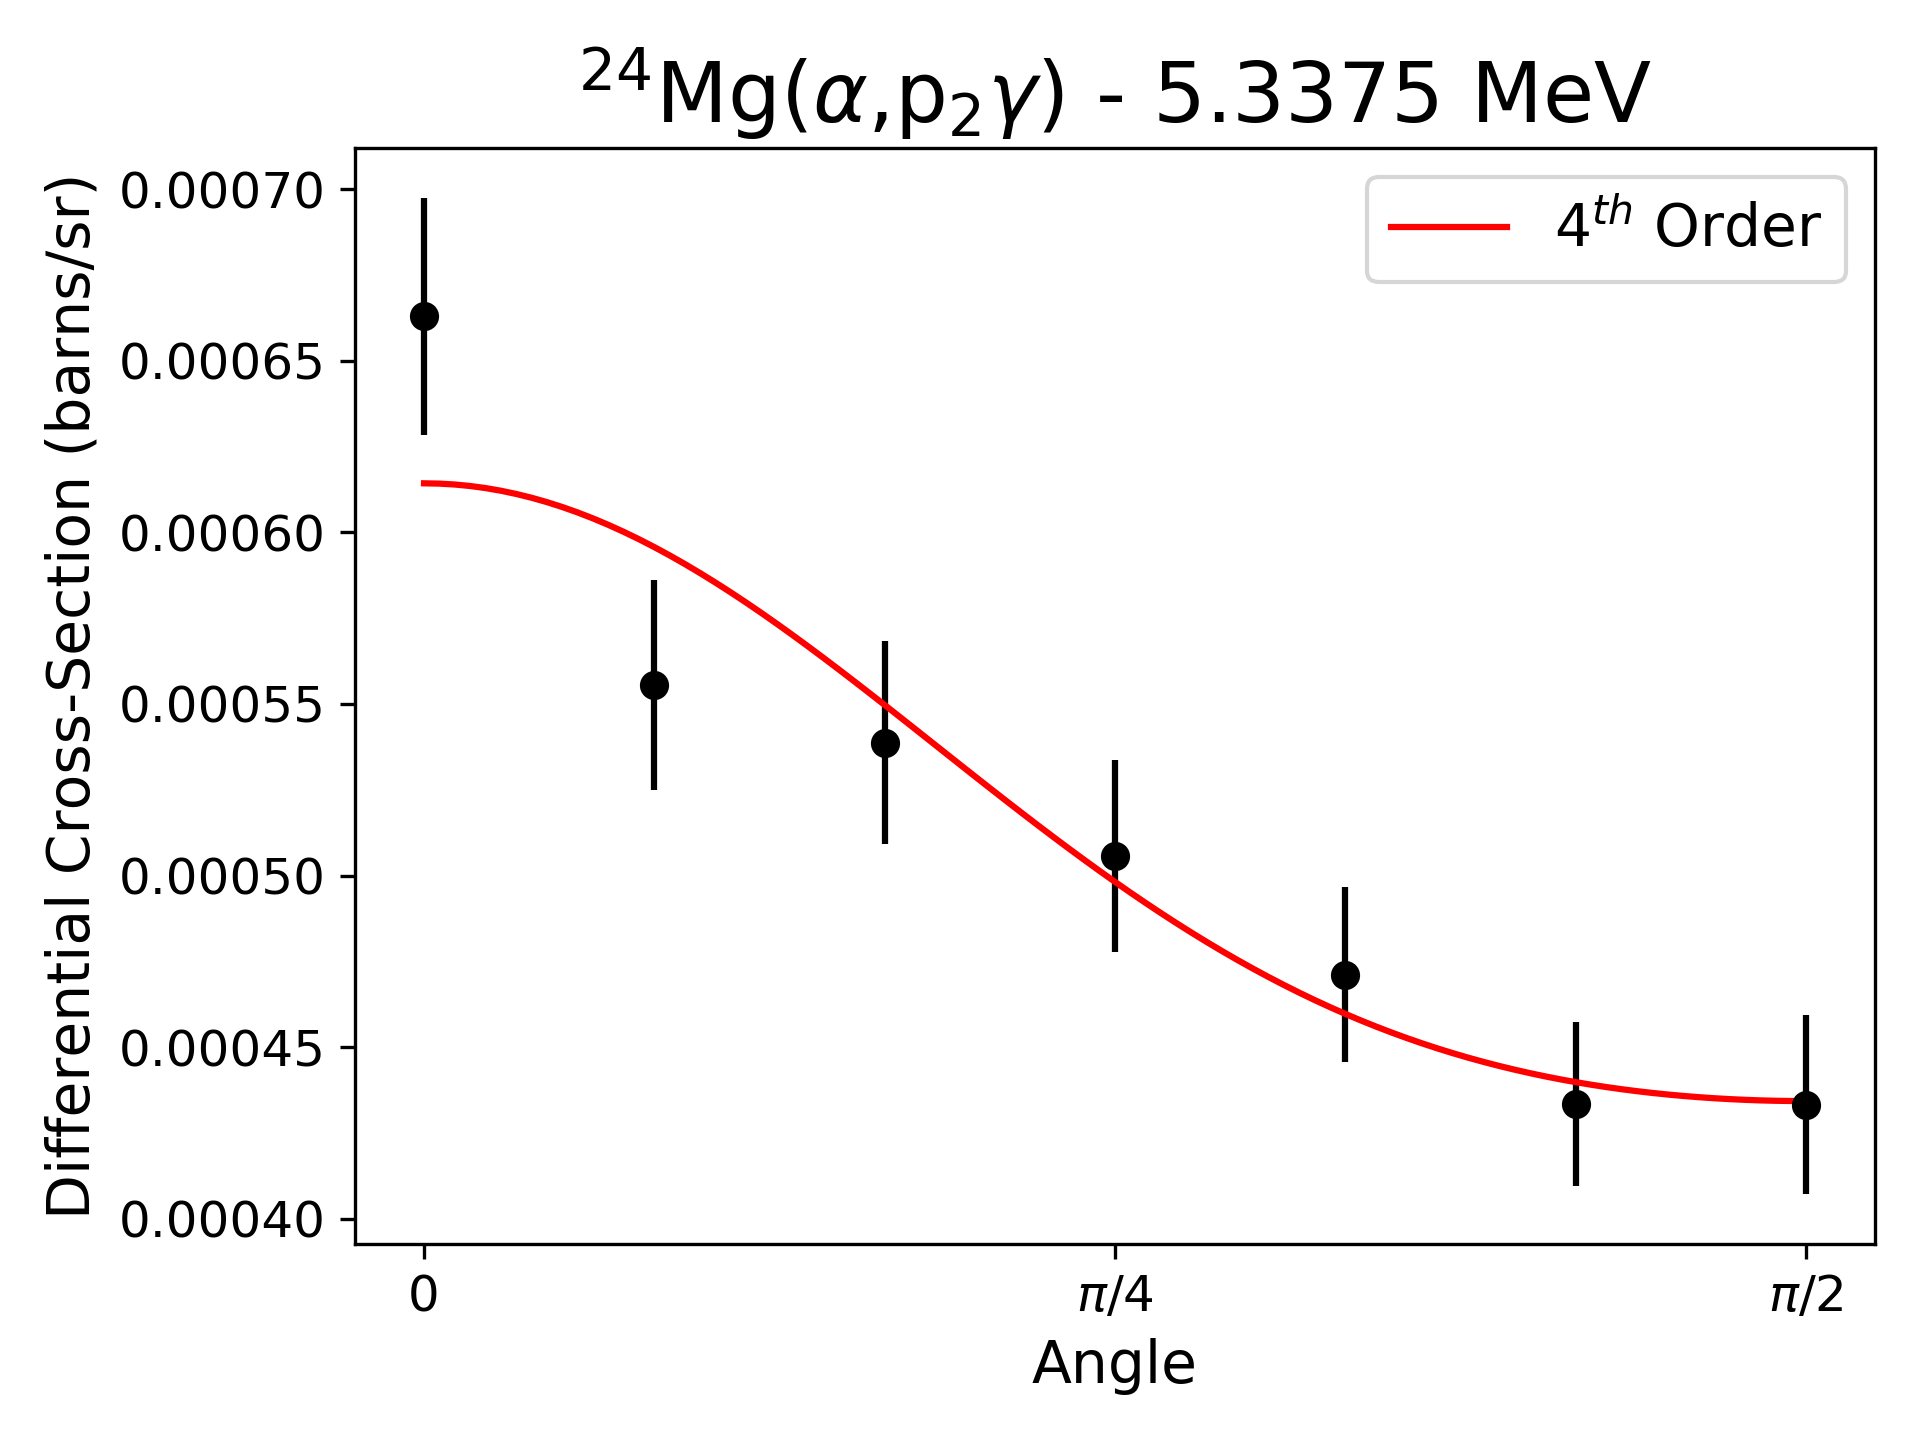 ²⁴Mg(α,p₂γ) - 5.3375 MeV
4ᵗʰ Order
Differential Cross-Section (barns/sr)
0.00070
0.00065
0.00060
0.00055
0.00050
0.00045
0.00040
0 π/4 π/2
Angle